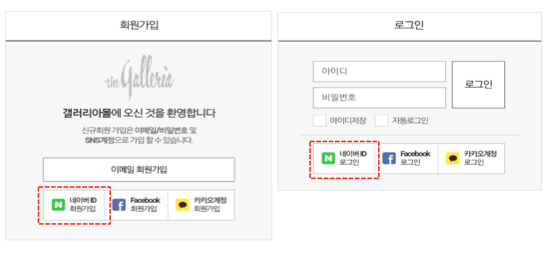 회원가입
the Galleria
갤러리아몰에 오신 것을 환영합니다
신규회원 가입은 이메일/비밀번호 및
SNS계정으로 가입 할 수 있습니다.
이메일 회원가입
N 네이버 ID 회원가입
f Facebook 회원가입
카카오계정 회원가입
로그인
아이디
비밀번호
로그인
아이디저장
자동로그인
N 네이버 ID 로그인
f Facebook 로그인
카카오계정 로그인